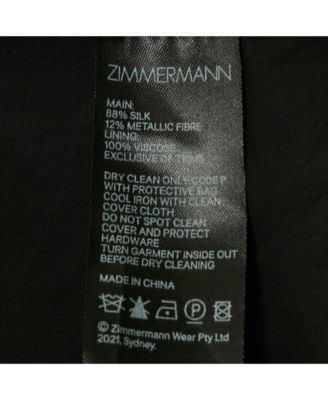 ZIMMERMANN
MAIN:
88% SILK
12% METALLIC FIBRE
LINING:
100% VISCOSE
EXCLUSIVE OF TRIMS
DRY CLEAN ONLY CODE P
WITH PROTECTIVE BAG
COOL IRON WITH CLEAN
COVER CLOTH
DO NOT SPOT CLEAN
COVER AND PROTECT
HARDWARE
TURN GARMENT INSIDE OUT
BEFORE DRY CLEANING
MADE IN CHINA
P
© Zimmermann Wear Pty Ltd
2021, Sydney.